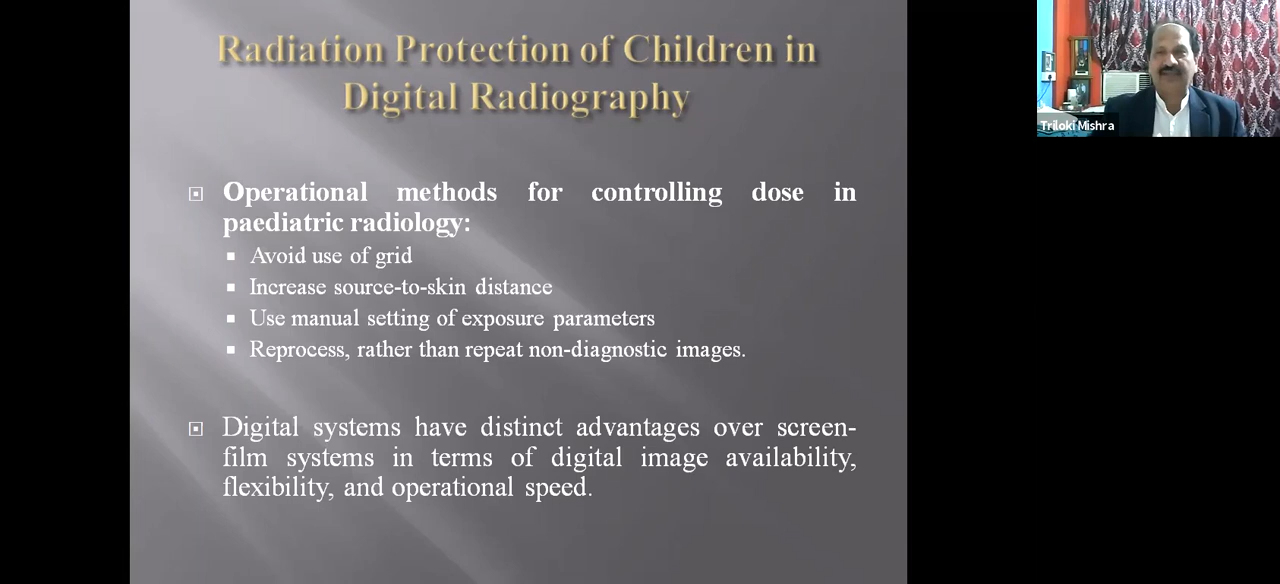 Radiation Protection of Children in
Digital Radiography
Operational methods for controlling dose in
paediatric radiology:
Avoid use of grid
Increase source-to-skin distance
Use manual setting of exposure parameters
Reprocess, rather than repeat non-diagnostic images.
Digital systems have distinct advantages over screen-
film systems in terms of digital image availability,
flexibility, and operational speed.
Triloki Mishra